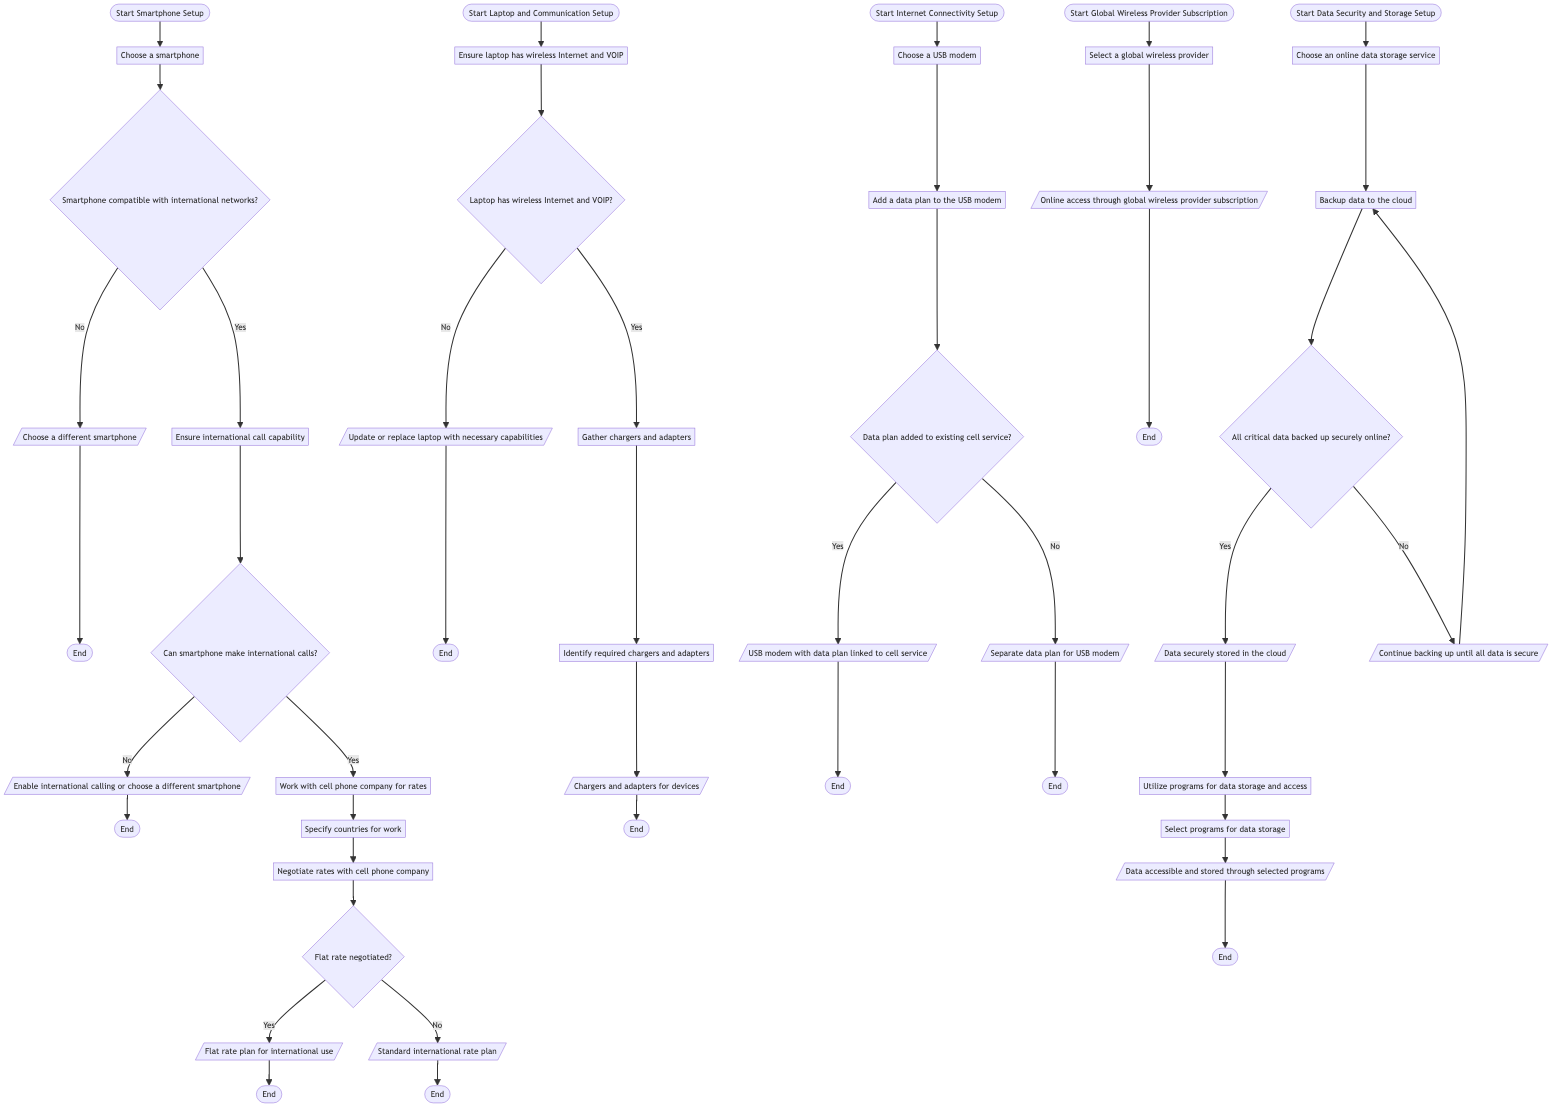 Start Smartphone Setup
Choose a smartphone
Smartphone compatible with international networks?
No
Yes
Choose a different smartphone
Ensure international call capability
End
Can smartphone make international calls?
No
Yes
Enable international calling or choose a different smartphone
Work with cell phone company for rates
End
Specify countries for work
Negotiate rates with cell phone company
Flat rate negotiated?
Yes
No
Flat rate plan for international use
Standard international rate plan
End
End
Start Laptop and Communication Setup
Ensure laptop has wireless Internet and VOIP
Laptop has wireless Internet and VOIP?
No
Yes
Update or replace laptop with necessary capabilities
Gather chargers and adapters
End
Identify required chargers and adapters
Chargers and adapters for devices
End
Start Internet Connectivity Setup
Choose a USB modem
Add a data plan to the USB modem
Data plan added to existing cell service?
Yes
No
USB modem with data plan linked to cell service
Separate data plan for USB modem
End
End
Start Global Wireless Provider Subscription
Select a global wireless provider
Online access through global wireless provider subscription
End
Start Data Security and Storage Setup
Choose an online data storage service
Backup data to the cloud
All critical data backed up securely online?
Yes
No
Data securely stored in the cloud
Continue backing up until all data is secure
Utilize programs for data storage and access
Select programs for data storage
Data accessible and stored through selected programs
End